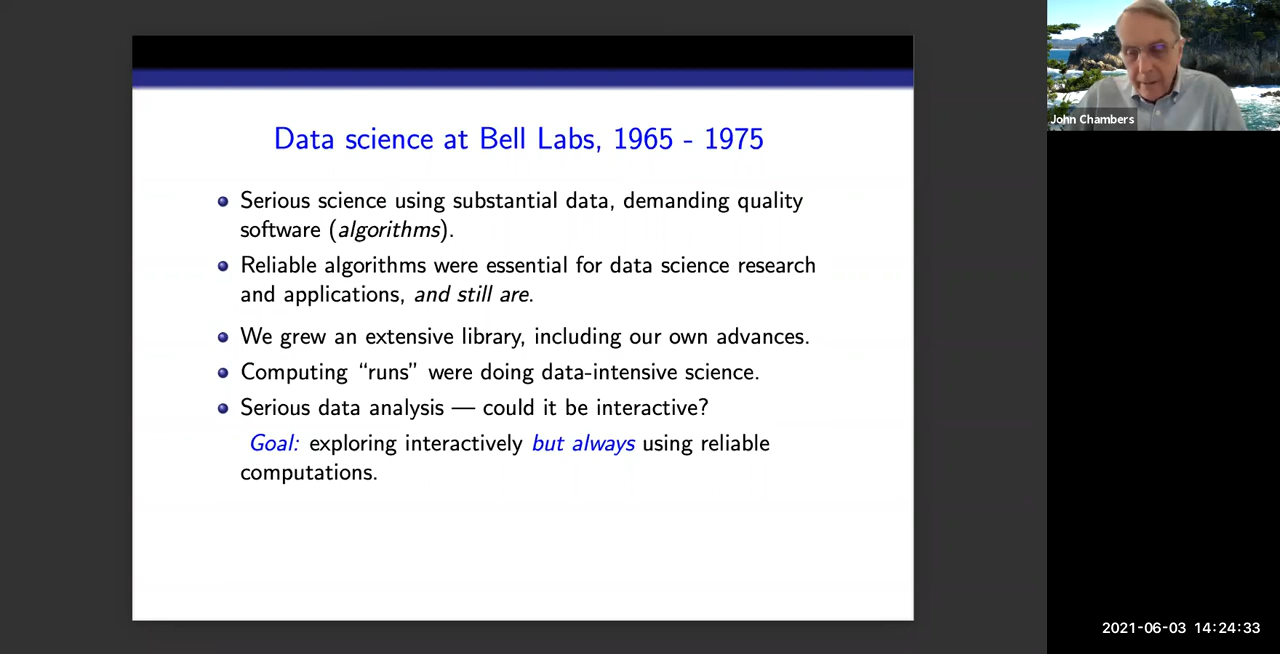 Data science at Bell Labs, 1965 - 1975
Serious science using substantial data, demanding quality
software (algorithms).
Reliable algorithms were essential for data science research
and applications, and still are.
We grew an extensive library, including our own advances.
Computing “runs” were doing data-intensive science.
Serious data analysis — could it be interactive?
Goal: exploring interactively but always using reliable
computations.
John Chambers
2021-06-03 14:24:33